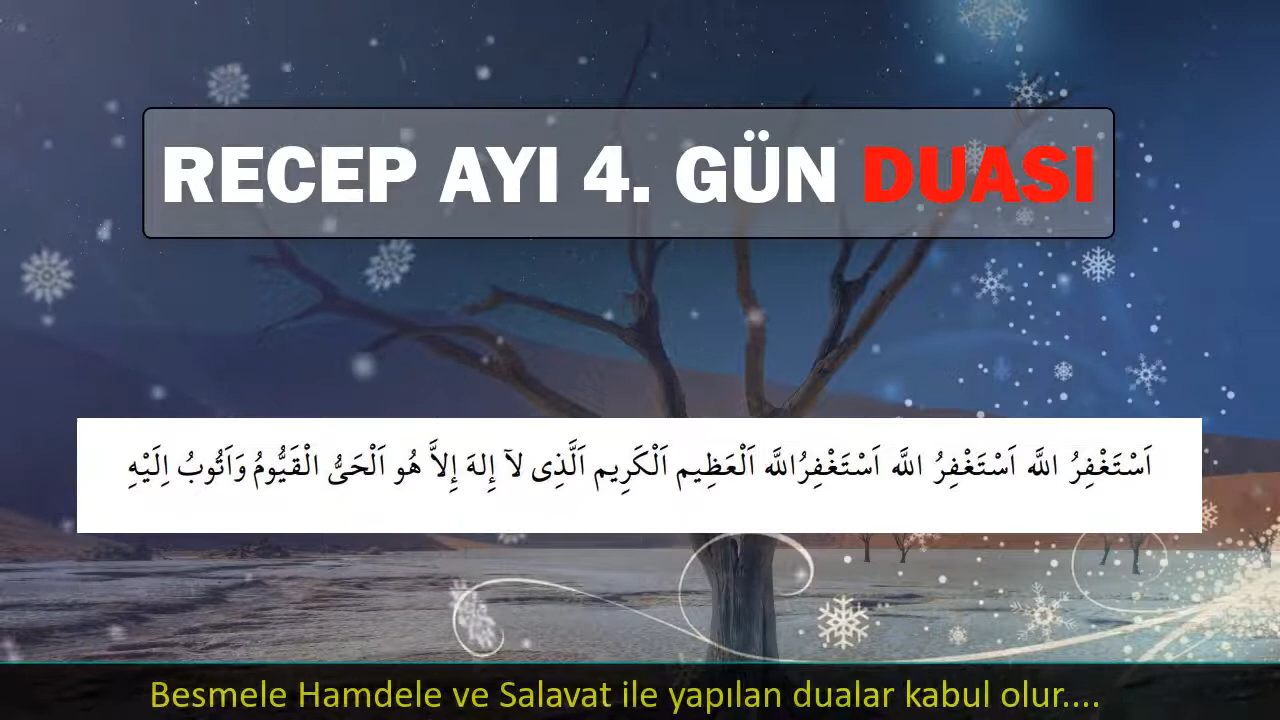 RECEP AYI 4. GÜN DUASI
اَسْتَغْفِرُ اللَّه اَسْتَغْفِرُ اللَّه اَسْتَغْفِرُاللَّه اَلْعَظِيم اَلْكَرِيم اَلَّذِى لآ إِلهَ إِلاَّ هُو اَلْحَىُّ الْقَيُّومُ وَاَتُوبُ اِلَيْهِ
Besmele Hamdele ve Salavat ile yapılan dualar kabul olur....